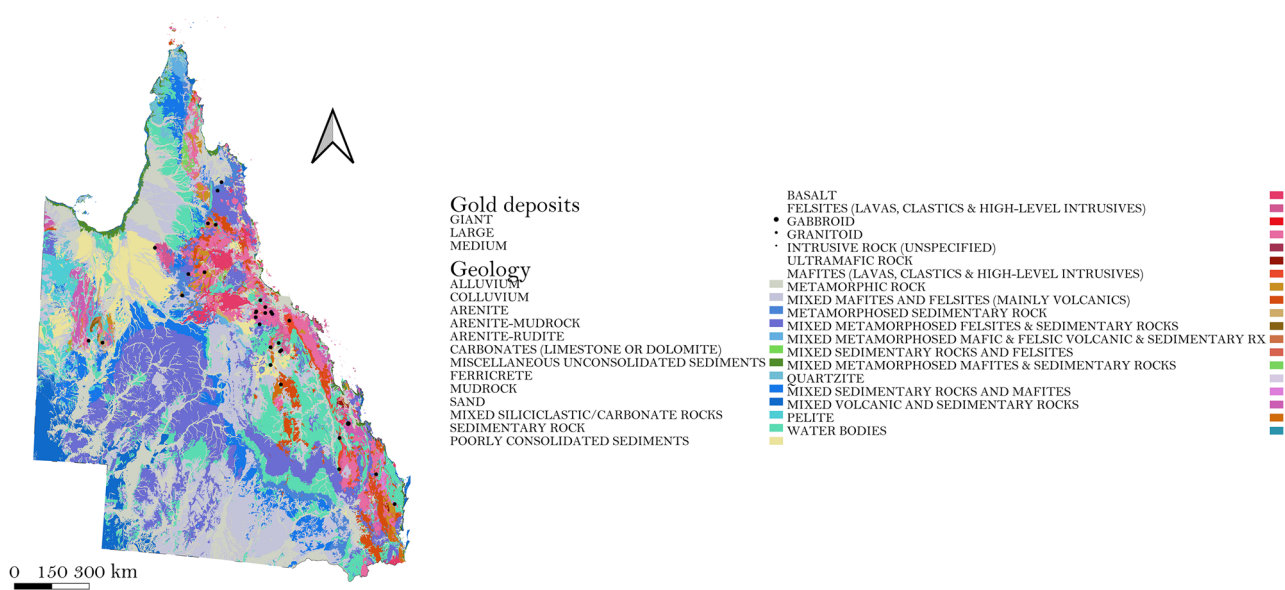 Gold deposits
GIANT
LARGE
MEDIUM
Geology
ALLUVIUM
COLLUVIUM
ARENITE
ARENITE-MUDROCK
ARENITE-RUDITE
CARBONATES (LIMESTONE OR DOLOMITE)
MISCELLANEOUS UNCONSOLIDATED SEDIMENTS
FERRICRETE
MUDROCK
SAND
MIXED SILICICLASTIC/CARBONATE ROCKS
SEDIMENTARY ROCK
POORLY CONSOLIDATED SEDIMENTS
BASALT
FELSITES (LAVAS, CLASTICS & HIGH-LEVEL INTRUSIVES)
GABBROID
GRANITOID
INTRUSIVE ROCK (UNSPECIFIED)
ULTRAMAFIC ROCK
MAFITES (LAVAS, CLASTICS & HIGH-LEVEL INTRUSIVES)
METAMORPHIC ROCK
MIXED MAFITES AND FELSITES (MAINLY VOLCANICS)
METAMORPHOSED SEDIMENTARY ROCK
MIXED METAMORPHOSED FELSITES & SEDIMENTARY ROCKS
MIXED METAMORPHOSED MAFIC & FELSIC VOLCANIC & SEDIMENTARY RX
MIXED SEDIMENTARY ROCKS AND FELSITES
MIXED METAMORPHOSED MAFITES & SEDIMENTARY ROCKS
QUARTZITE
MIXED SEDIMENTARY ROCKS AND MAFITES
MIXED VOLCANIC AND SEDIMENTARY ROCKS
PELITE
WATER BODIES
0 150 300 km